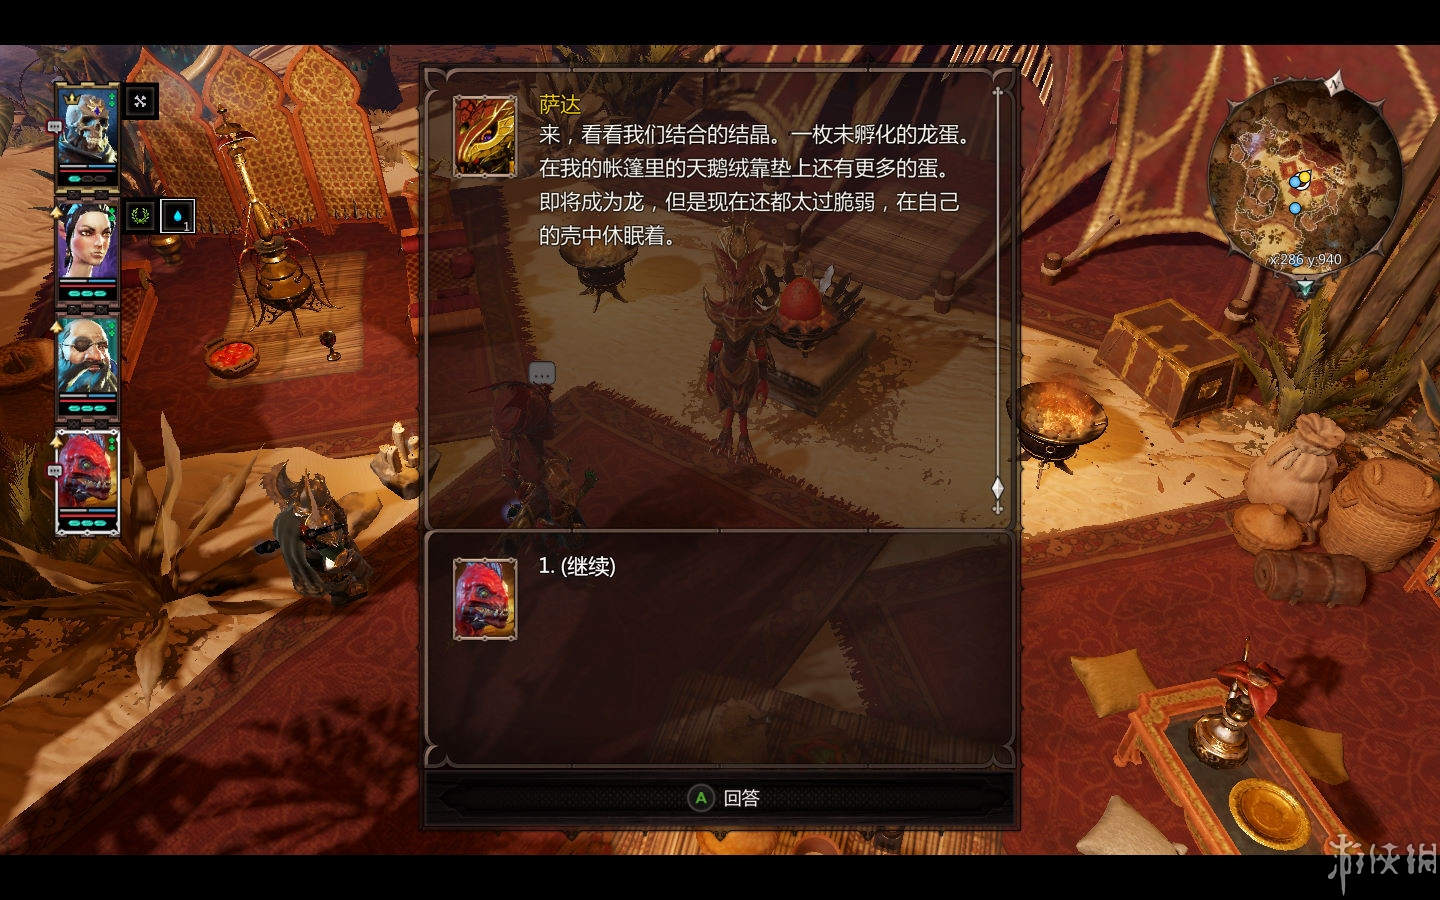 萨达
来，看看我们结合的结晶。一枚未孵化的龙蛋。
在我的帐篷里的天鹅绒靠垫上还有更多的蛋。
即将成为龙，但是现在还都太过脆弱，在自己
的壳中休眠着。
N
x:286 y:940
1
1. (继续)
A 回答
游侠网